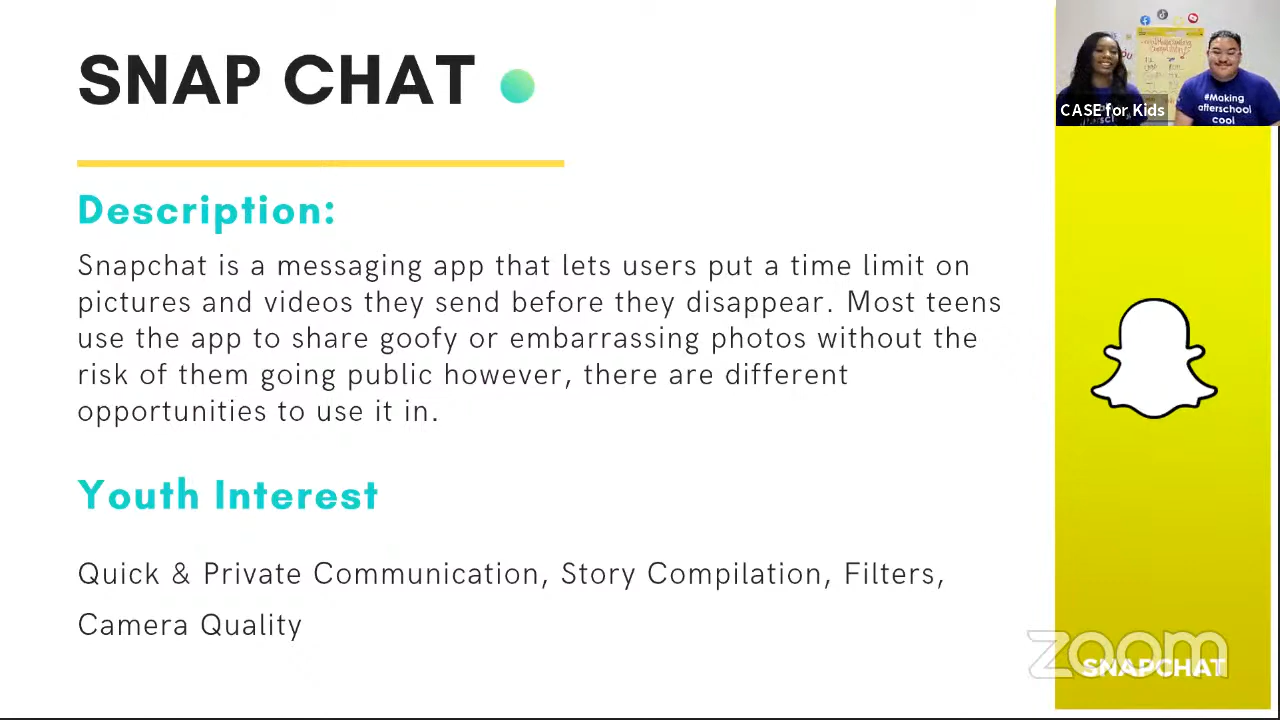 SNAP CHAT
Description:
Snapchat is a messaging app that lets users put a time limit on
pictures and videos they send before they disappear. Most teens
use the app to share goofy or embarrassing photos without the
risk of them going public however, there are different
opportunities to use it in.
Youth Interest
Quick & Private Communication, Story Compilation, Filters,
Camera Quality
CASE for Kids
#Making
afterschool
cool
zoom
SNAPCHAT